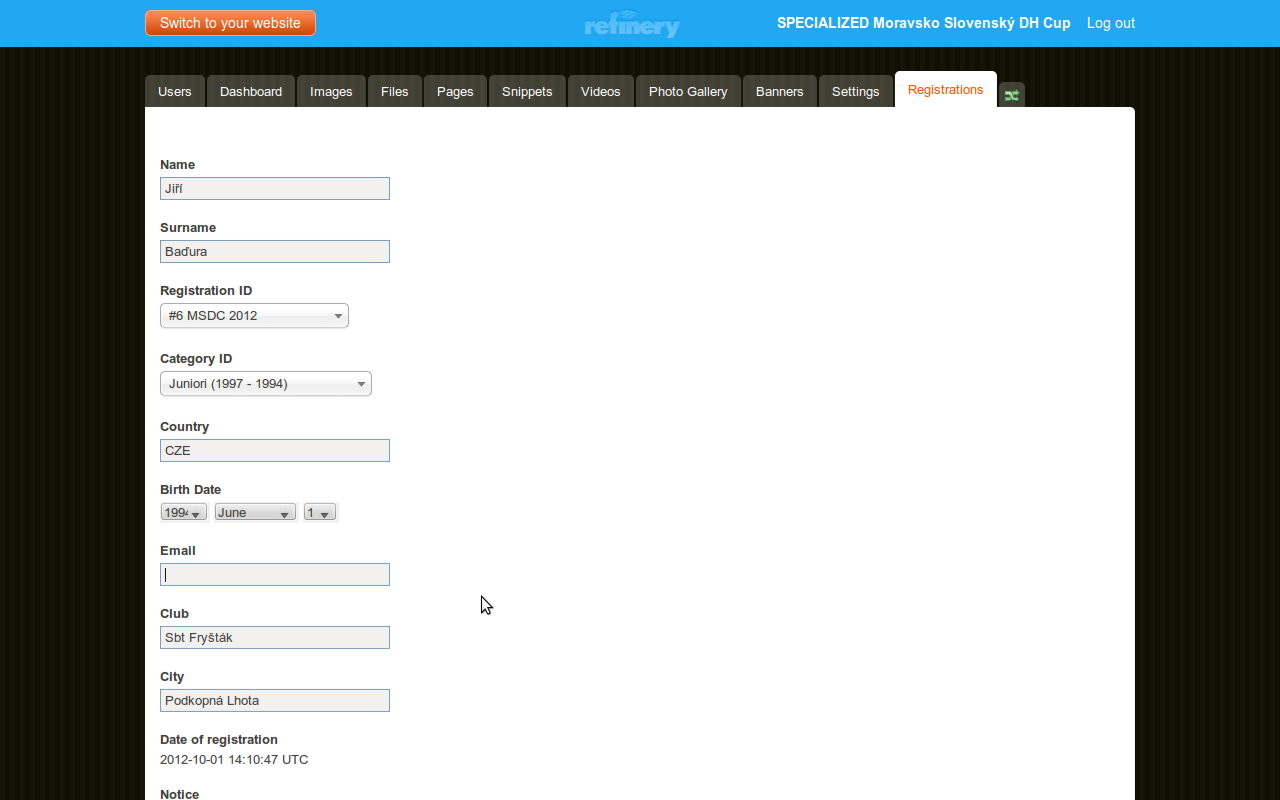 Switch to your website
refinery
SPECIALIZED Moravsko Slovenský DH Cup Log out
Users Dashboard Images Files Pages Snippets Videos Photo Gallery Banners Settings Registrations
Name
Jiří
Surname
Baďura
Registration ID
#6 MSDC 2012
Category ID
Juniori (1997 - 1994)
Country
CZE
Birth Date
1994 June 1
Email
Club
Sbt Fryšták
City
Podkopná Lhota
Date of registration
2012-10-01 14:10:47 UTC
Notice